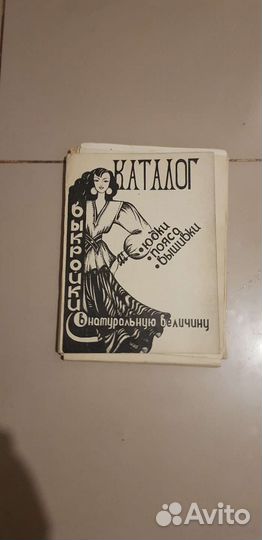 КАТАЛОГ
выкройки
• юбки
• пояса
• вышивки
в натуральную величину
Avito